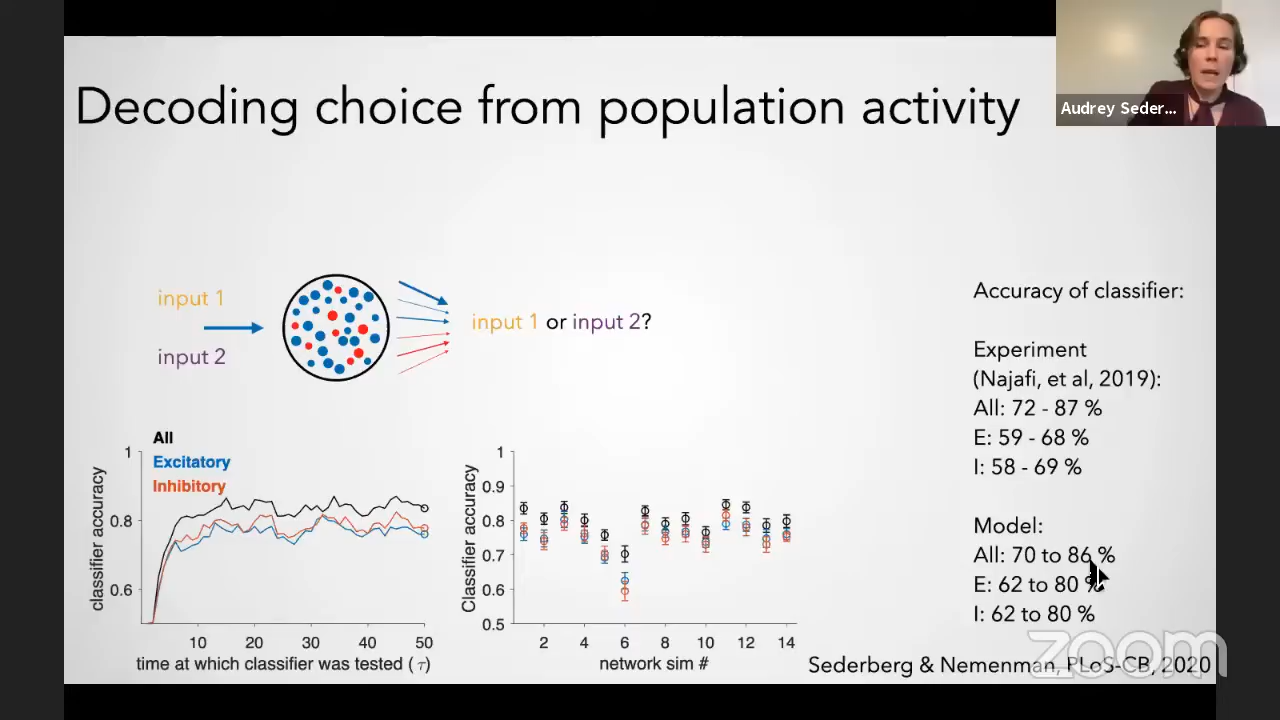 Decoding choice from population activity
Audrey Seder...
input 1
input 2
input 1 or input 2?
Accuracy of classifier:
Experiment
(Najafi, et al, 2019):
All: 72 - 87 %
E: 59 - 68 %
I: 58 - 69 %
Model:
All: 70 to 86 %
E: 62 to 80 %
I: 62 to 80 %
All
Excitatory
Inhibitory
classifier accuracy
1
0.8
0.6
10 20 30 40 50
time at which classifier was tested (τ)
Classifier accuracy
1
0.9
0.8
0.7
0.6
0.5
2 4 6 8 10 12 14
network sim #
Sederberg & Nemenman, PLoS-CB, 2020
zoom